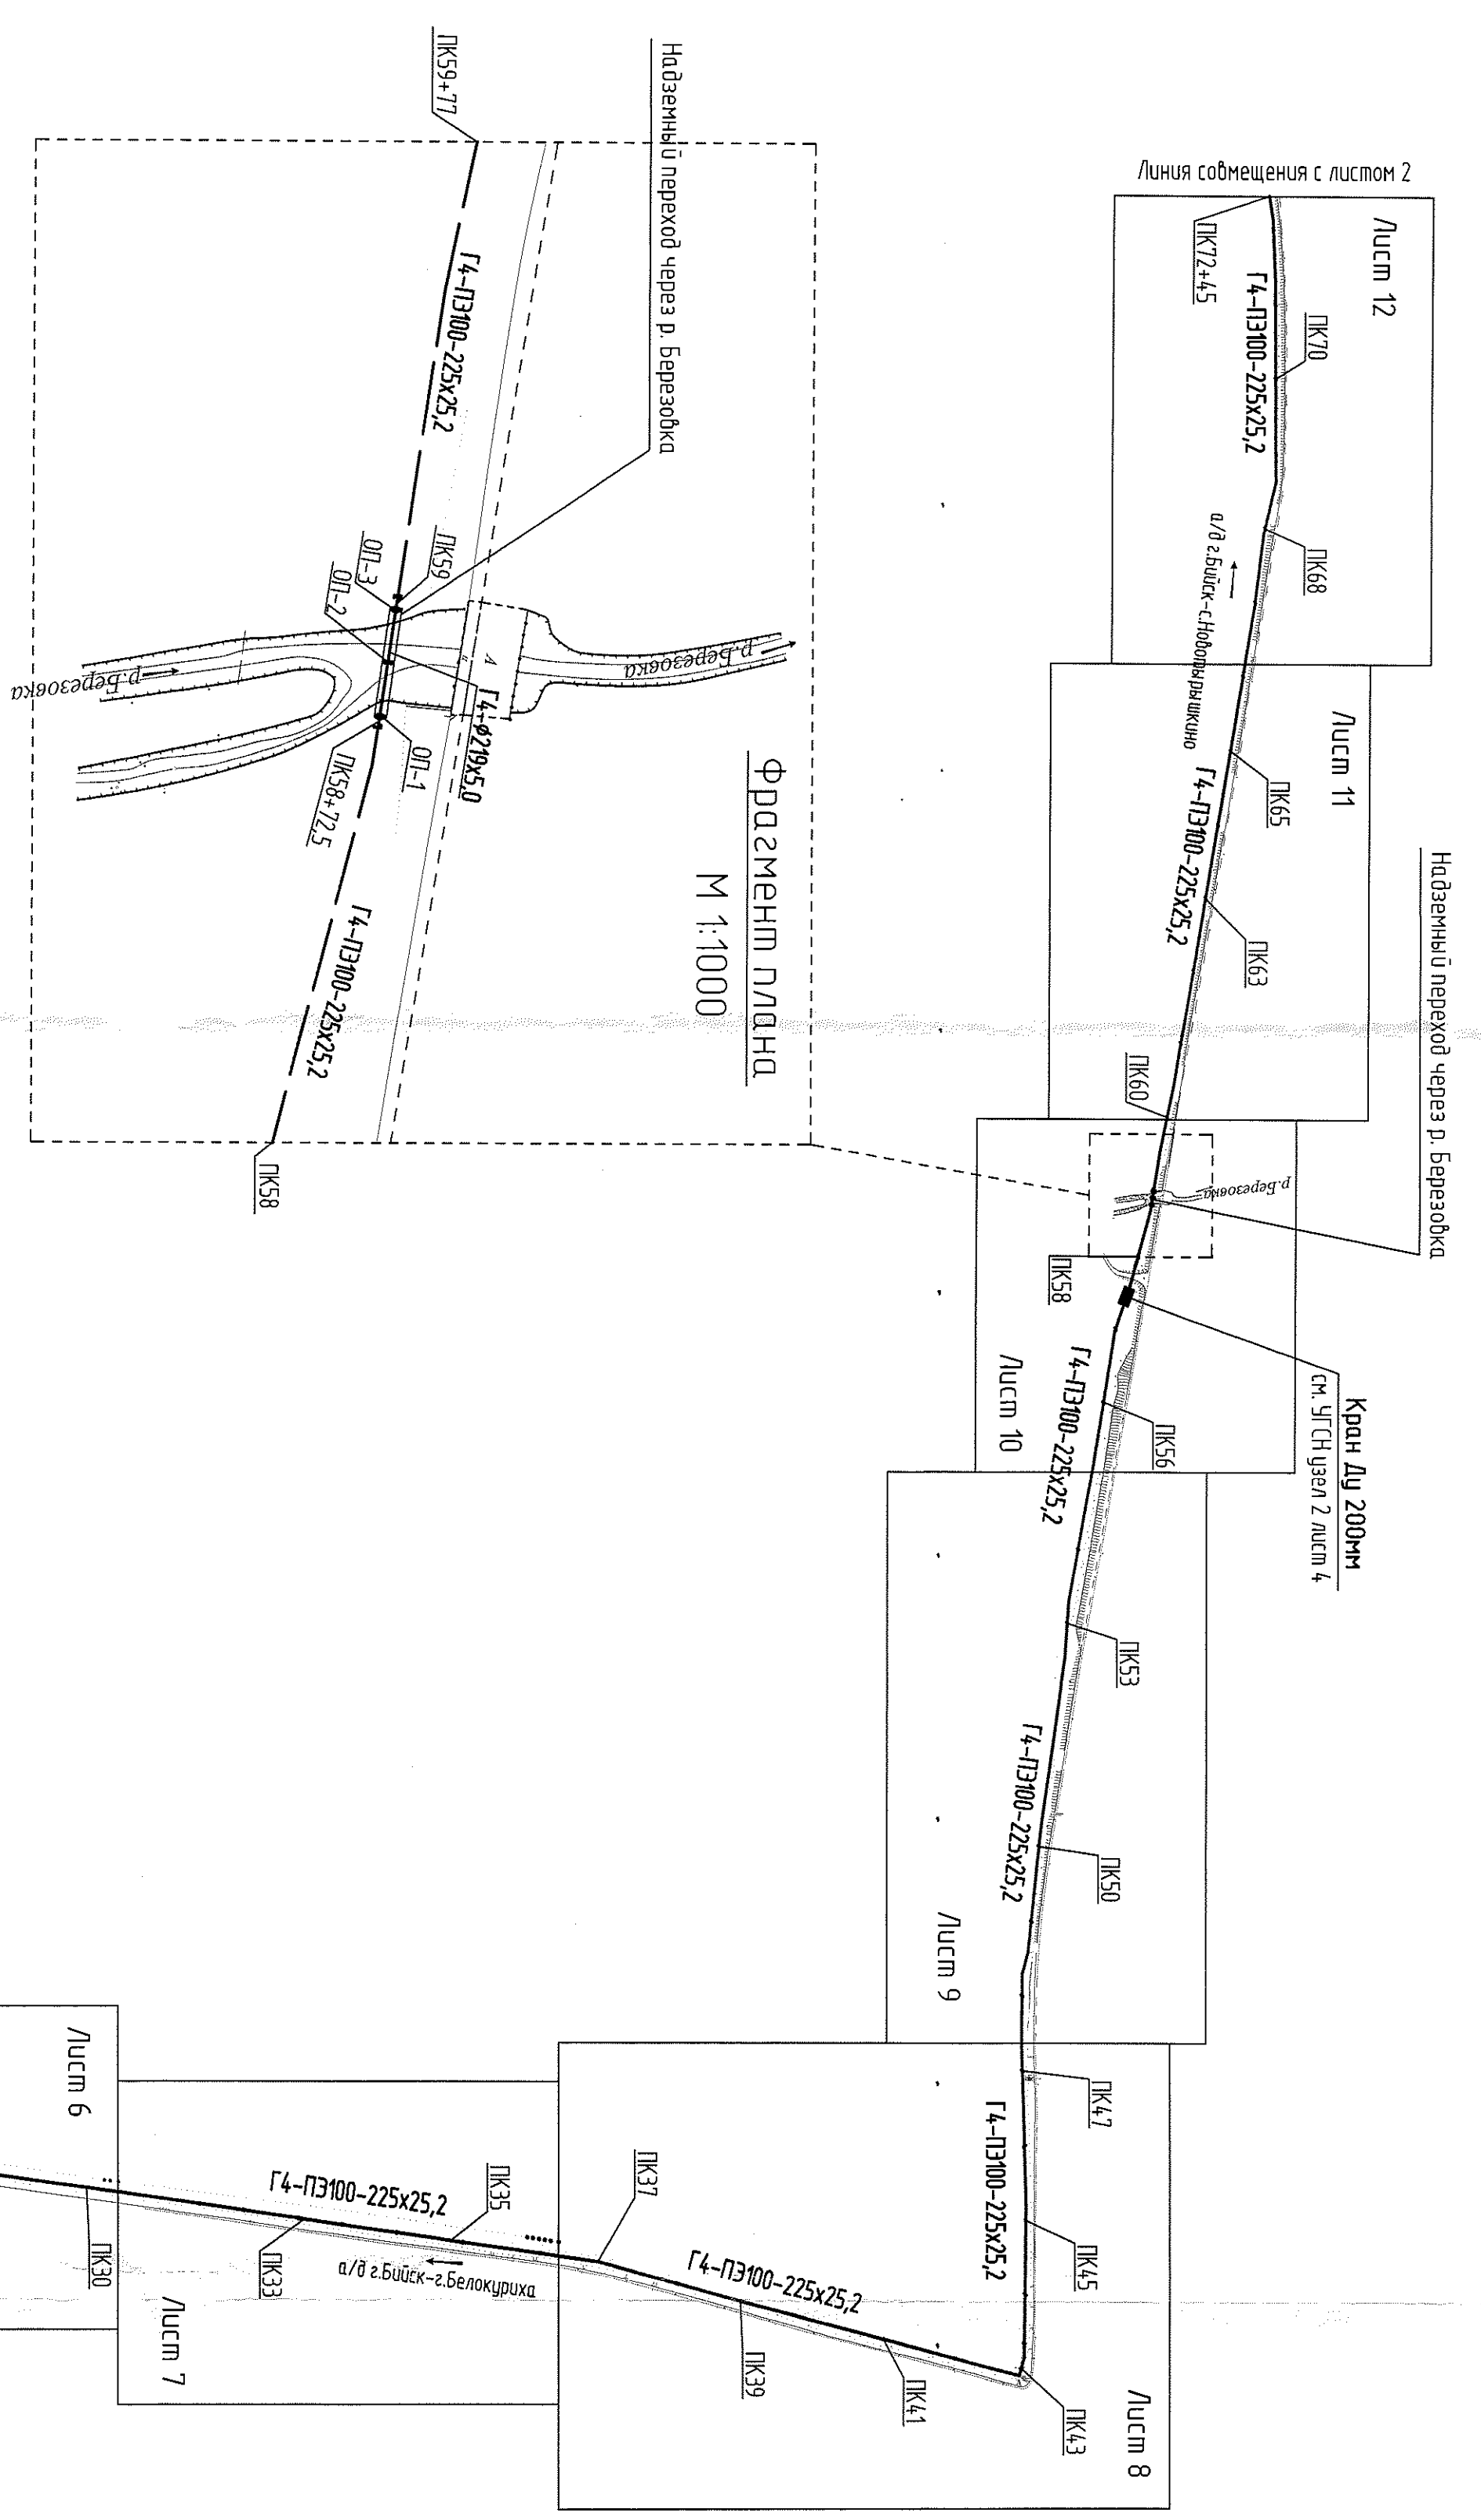 Линия совмещения с листом 2
Лист 12
ПК72+45
Г4-ПЭ100-225х25,2
ПК70
ПК68
а/д г.Бийск-с.Новотырышкино
Лист 11
ПК65
Г4-ПЭ100-225х25,2
ПК63
ПК60
Надземный переход через р. Березовка
р.Березовка
ПК58
Кран Ду 200мм
см. УГСН узел 2 лист 4
Лист 10
Г4-ПЭ100-225х25,2
ПК56
ПК53
Г4-ПЭ100-225х25,2
ПК50
Лист 9
ПК47
Г4-ПЭ100-225х25,2
ПК45
ПК43
Лист 8
ПК41
Г4-ПЭ100-225х25,2
ПК39
ПК37
ПК35
Г4-ПЭ100-225х25,2
а/д г.Бийск-г.Белокуриха
ПК33
Лист 7
ПК30
Лист 6
Фрагмент плана
М 1:1000
Надземный переход через р. Березовка
ПК59+77
Г4-ПЭ100-225х25,2
ПК59
ОП-3
ОП-2
р.Березовка
р.Березовка
Г4-ø219х5,0
ОП-1
ПК58+72,5
Г4-ПЭ100-225х25,2
ПК58